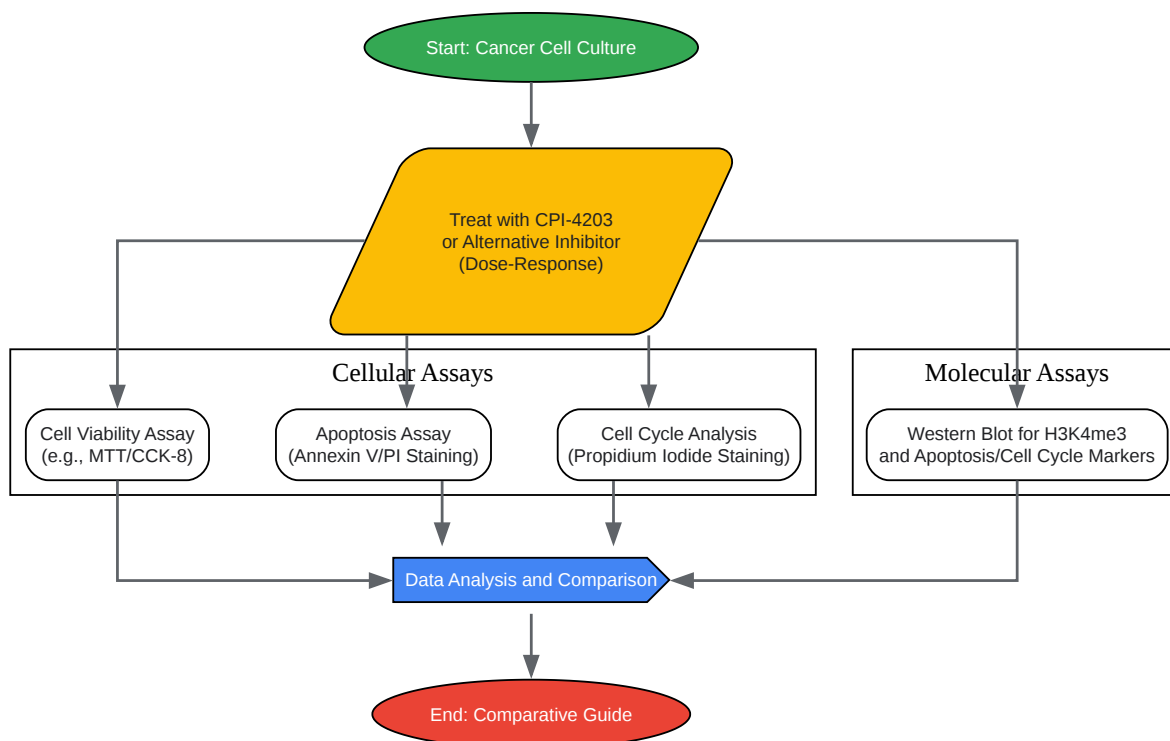 Start: Cancer Cell Culture
Treat with CPI-4203
or Alternative Inhibitor
(Dose-Response)
Cellular Assays
Molecular Assays
Cell Viability Assay
(e.g., MTT/CCK-8)
Apoptosis Assay
(Annexin V/PI Staining)
Cell Cycle Analysis
(Propidium Iodide Staining)
Western Blot for H3K4me3
and Apoptosis/Cell Cycle Markers
Data Analysis and Comparison
End: Comparative Guide